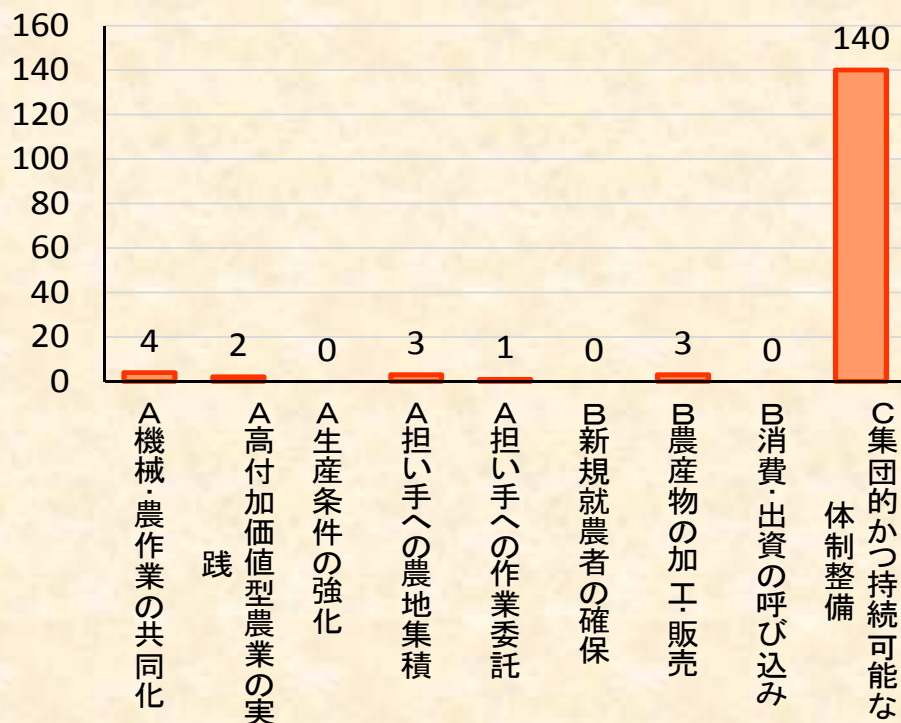 160
140
120
100
80
60
40
20
0
4
2
0
3
1
0
3
0
140
A機械・農作業の共同化
A高付加価値型農業の実
践
A生産条件の強化
A担い手への農地集積
A担い手への作業委託
B新規就農者の確保
B農産物の加工・販売
B消費・出資の呼び込み
C集団的かつ持続可能な
体制整備